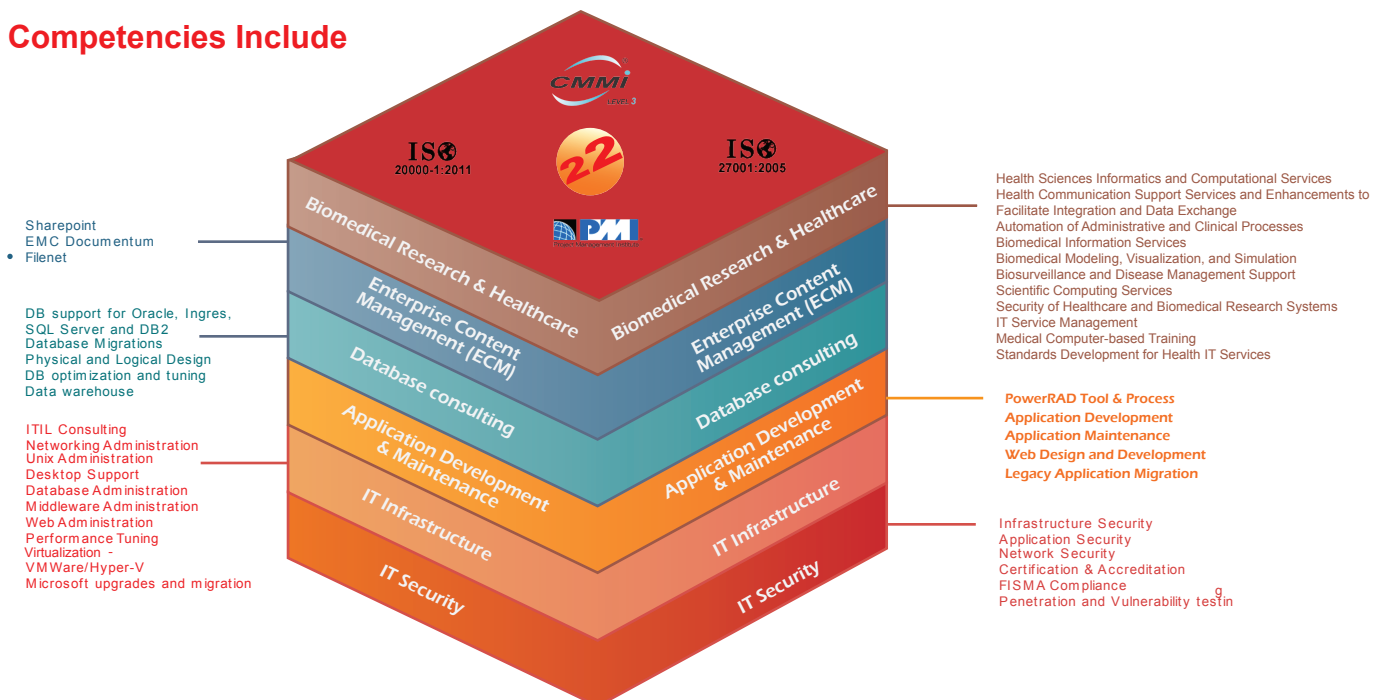 Competencies Include
CMMi
LEVEL 3
ISO
20000-1:2011
22
ISO
27001:2005
PMI
Project Management Institute
Sharepoint
EMC Documentum
• Filenet
DB support for Oracle, Ingres,
SQL Server and DB2
Database Migrations
Physical and Logical Design
DB optimization and tuning
Data warehouse
ITIL Consulting
Networking Administration
Unix Administration
Desktop Support
Database Administration
Middleware Administration
Web Administration
Performance Tuning
Virtualization -
VMWare/Hyper-V
Microsoft upgrades and migration
Biomedical Research & Healthcare
Enterprise Content
Management (ECM)
Database consulting
Application Development
& Maintenance
IT Infrastructure
IT Security
Biomedical Research & Healthcare
Enterprise Content
Management (ECM)
Database consulting
Application Development
& Maintenance
IT Infrastructure
IT Security
Health Sciences Informatics and Computational Services
Health Communication Support Services and Enhancements to
Facilitate Integration and Data Exchange
Automation of Administrative and Clinical Processes
Biomedical Information Services
Biomedical Modeling, Visualization, and Simulation
Biosurveillance and Disease Management Support
Scientific Computing Services
Security of Healthcare and Biomedical Research Systems
IT Service Management
Medical Computer-based Training
Standards Development for Health IT Services
PowerRAD Tool & Process
Application Development
Application Maintenance
Web Design and Development
Legacy Application Migration
Infrastructure Security
Application Security
Network Security
Certification & Accreditation
FISMA Compliance
Penetration and Vulnerability testing